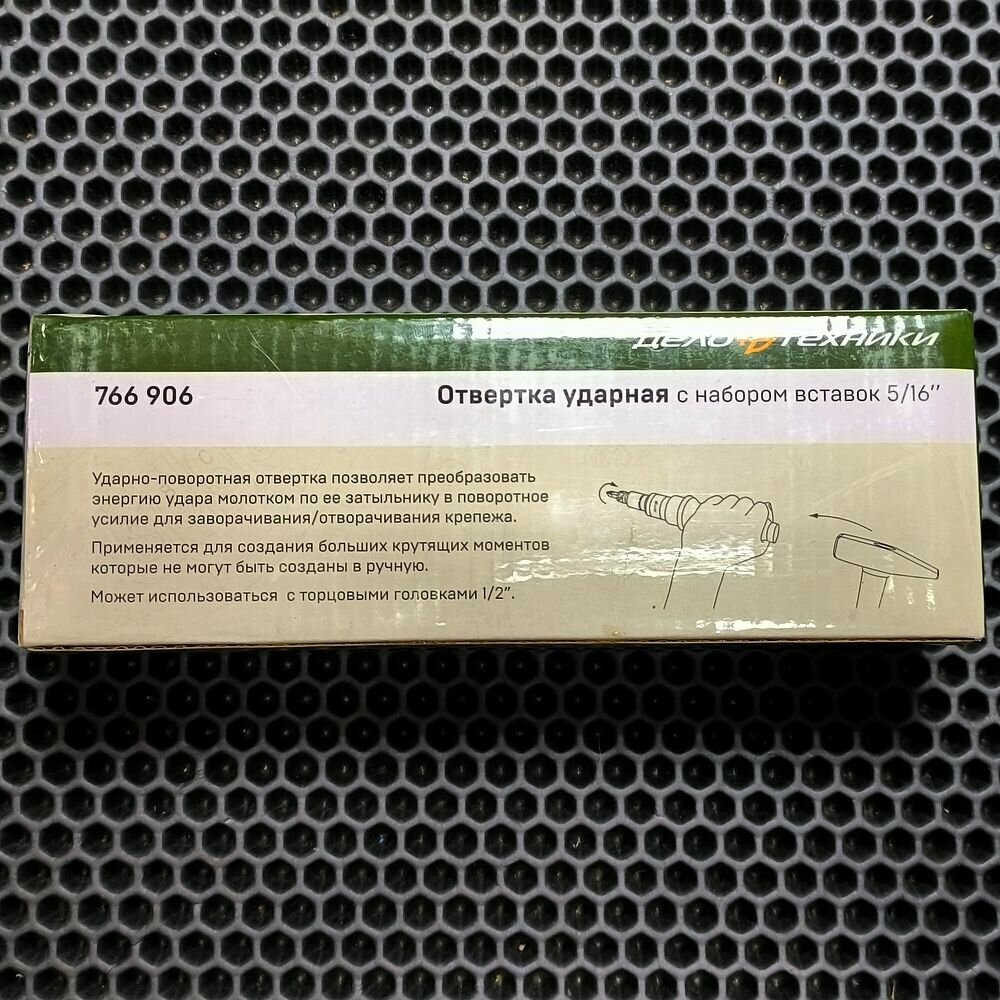 ДЕЛО ТЕХНИКИ
766 906
Отвертка ударная с набором вставок 5/16’’
Ударно-поворотная отвертка позволяет преобразовать
энергию удара молотком по ее затыльнику в поворотное
усилие для заворачивания/отворачивания крепежа.
Применяется для создания больших крутящих моментов
которые не могут быть созданы в ручную.
Может использоваться с торцовыми головками 1/2”.